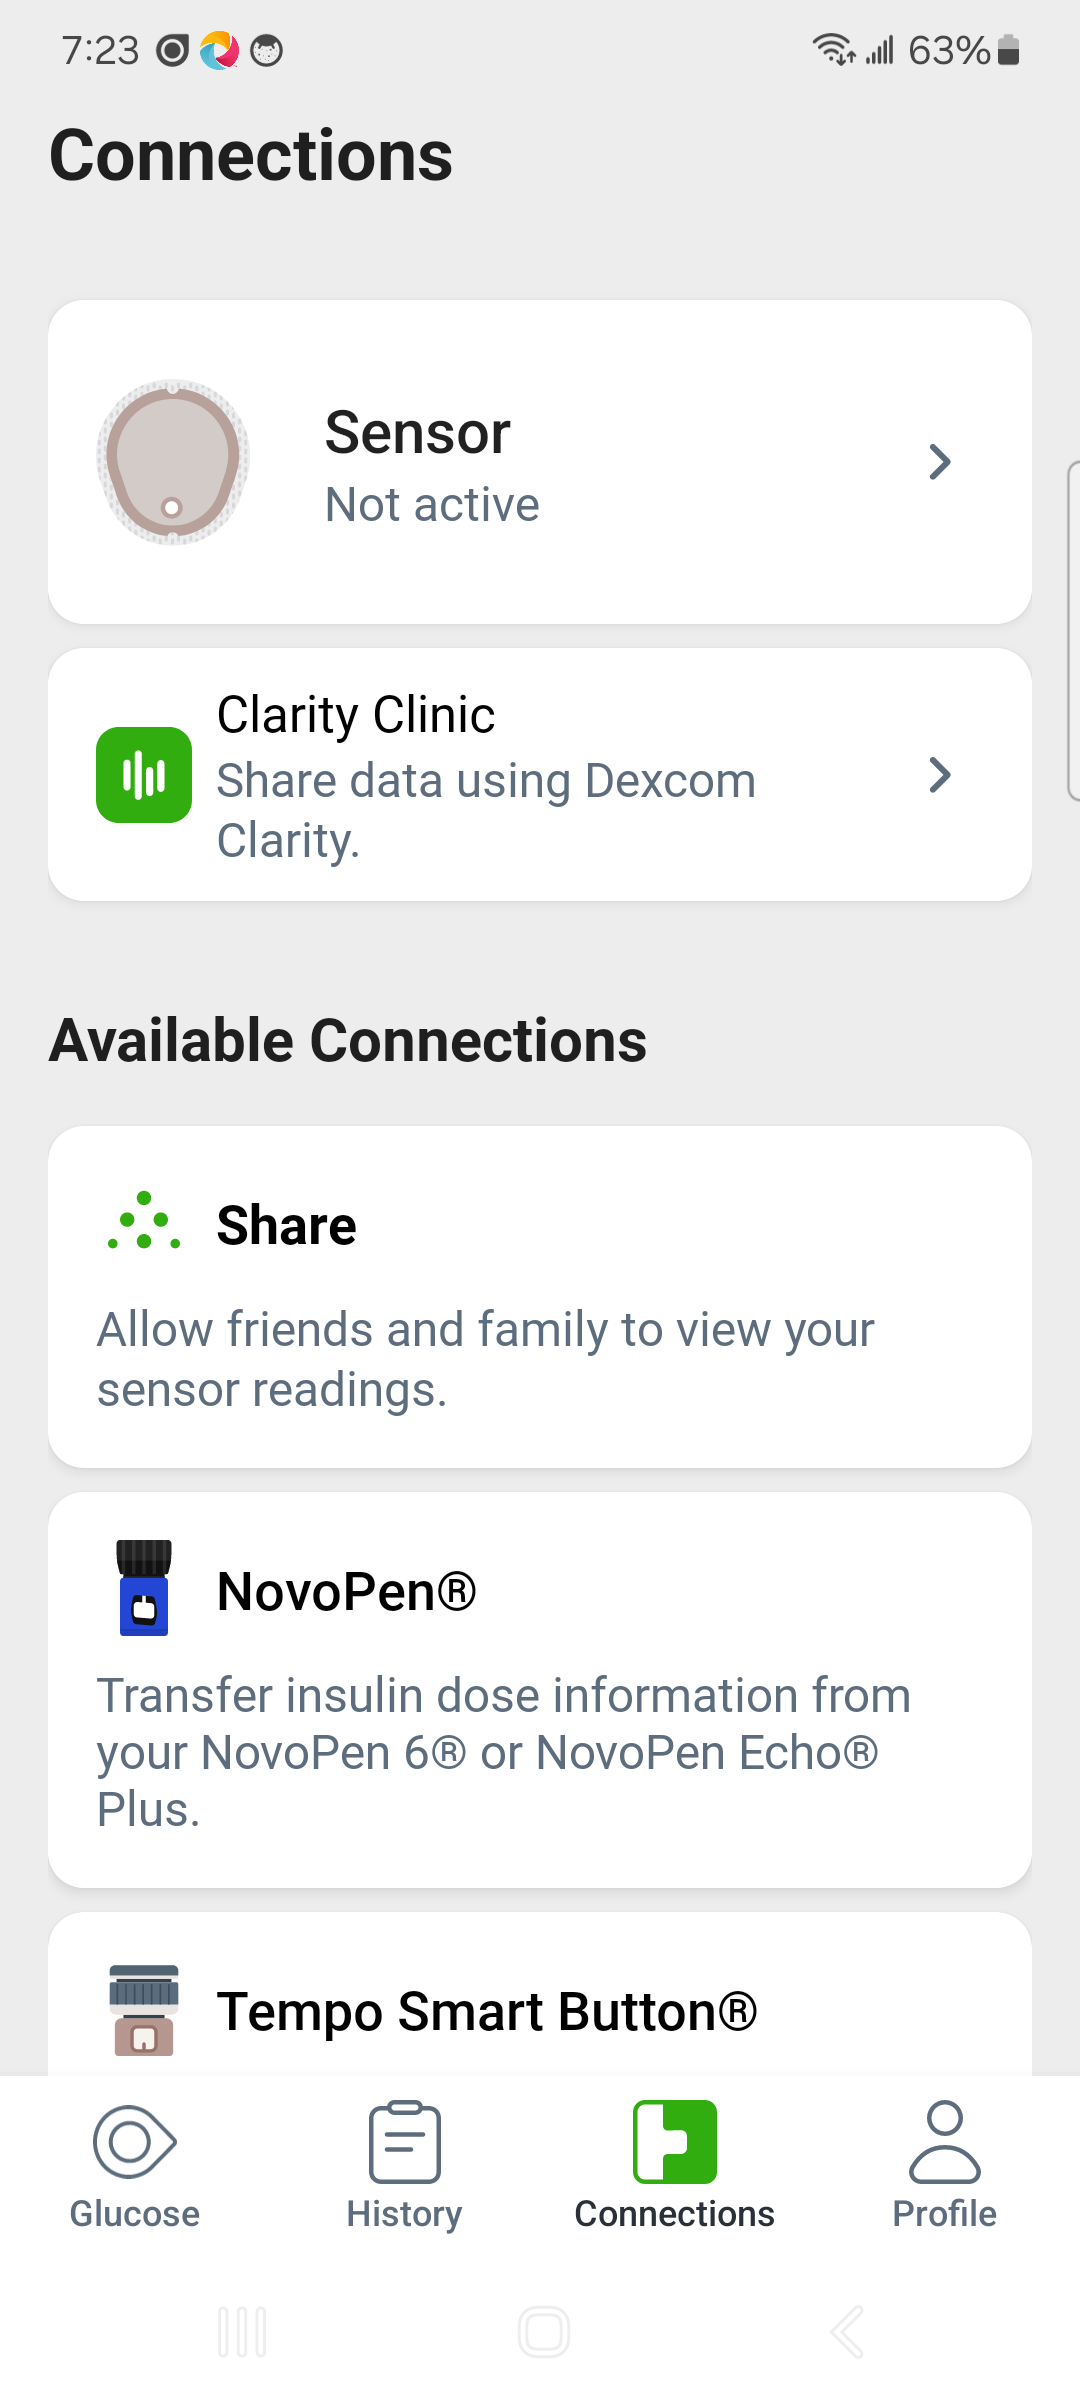 7:23
63%
Connections
Sensor
Not active
Clarity Clinic
Share data using Dexcom
Clarity.
Available Connections
Share
Allow friends and family to view your
sensor readings.
NovoPen®
Transfer insulin dose information from
your NovoPen 6® or NovoPen Echo®
Plus.
Tempo Smart Button®
Glucose
History
Connections
Profile